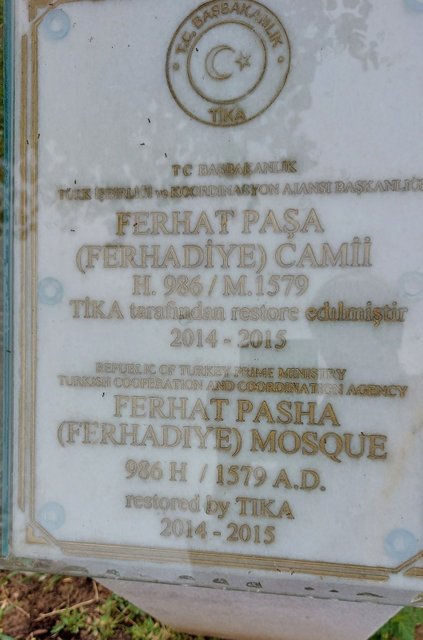 T.C. BAŞBAKANLIK
TİKA
TC BAŞBAKANLIK
TÜRK İŞBİRLİĞİ ve KOORDİNASYON AJANSI BAŞKANLIĞI
FERHAT PAŞA
(FERHADİYE) CAMİİ
H. 986 / M.1579
TİKA tarafından restore edilmiştir
2014 - 2015
REPUBLIC OF TURKEY PRIME MINISTRY
TURKISH COOPERATION AND COORDINATION AGENCY
FERHAT PASHA
(FERHADIYE) MOSQUE
986 H / 1579 A.D.
restored by TIKA
2014 - 2015